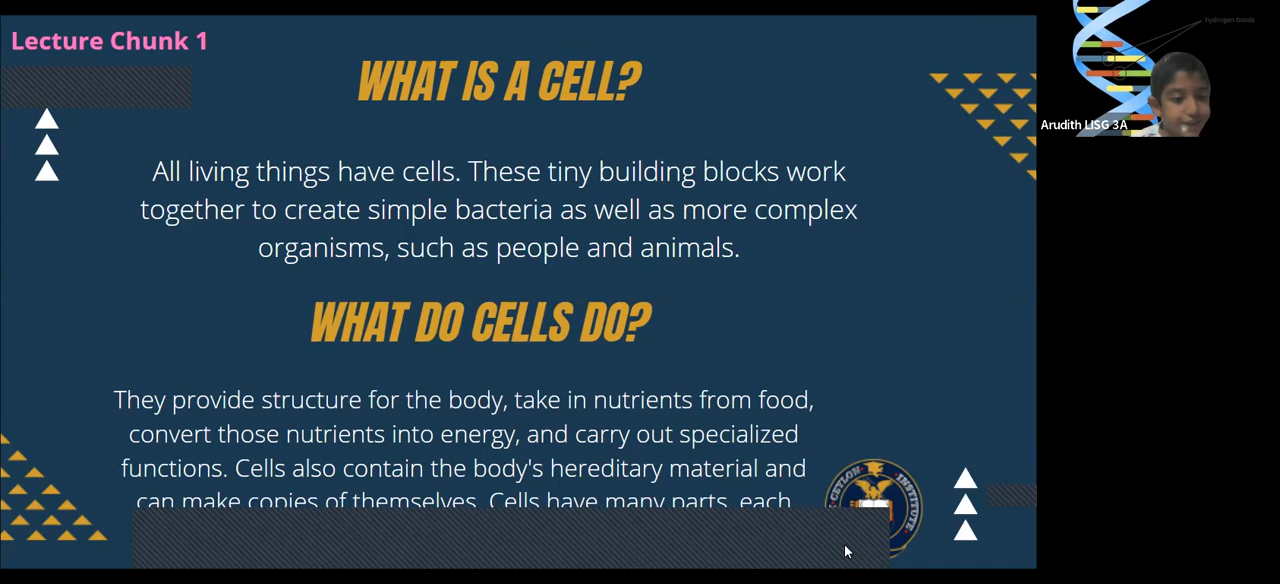 Lecture Chunk 1
WHAT IS A CELL?
All living things have cells. These tiny building blocks work
together to create simple bacteria as well as more complex
organisms, such as people and animals.
WHAT DO CELLS DO?
They provide structure for the body, take in nutrients from food,
convert those nutrients into energy, and carry out specialized
functions. Cells also contain the body's hereditary material and
can make copies of themselves. Cells have many parts, each
CEYLON INSTITUTE
hydrogen bonds
Arudith LISG 3A